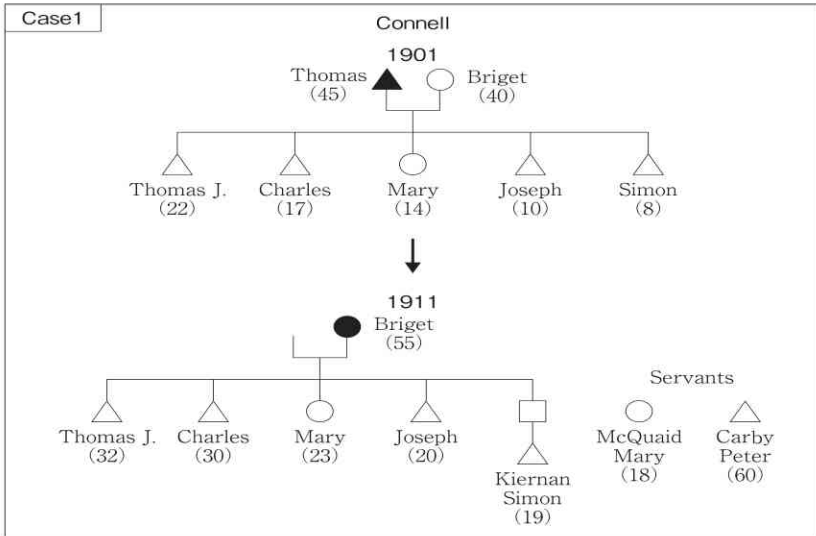 Case1
Connell
1901
Thomas
(45)
Briget
(40)
Thomas J.
(22)
Charles
(17)
Mary
(14)
Joseph
(10)
Simon
(8)
1911
Briget
(55)
Servants
Thomas J.
(32)
Charles
(30)
Mary
(23)
Joseph
(20)
Kiernan
Simon
(19)
McQuaid
Mary
(18)
Carby
Peter
(60)